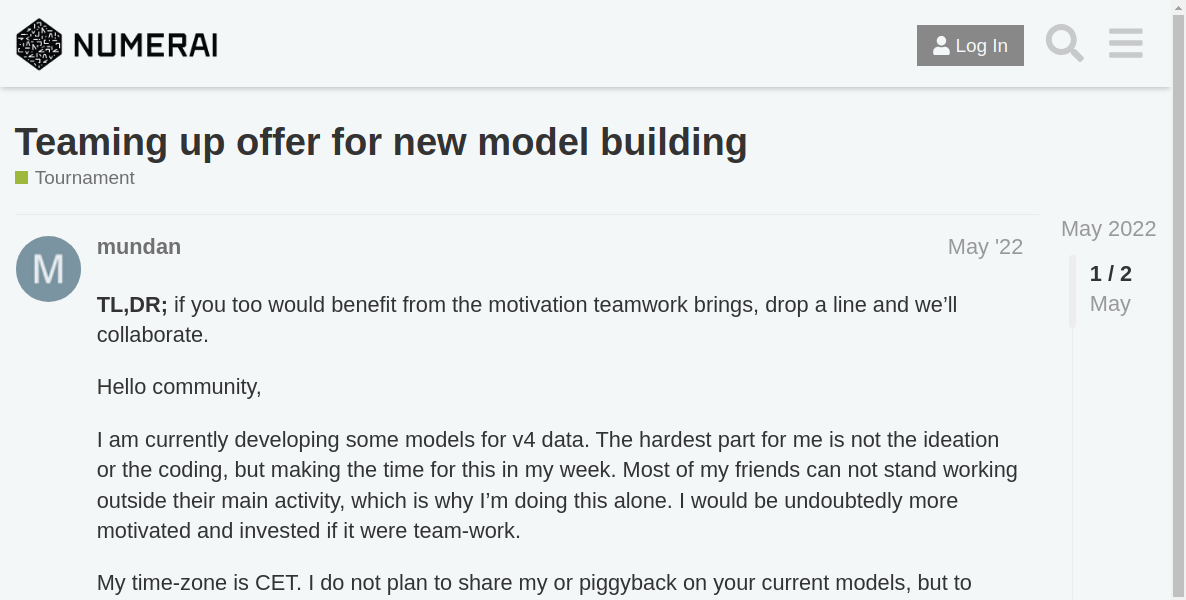 NUMERAI
Log In
Teaming up offer for new model building
Tournament
M
mundan
May '22
TL,DR; if you too would benefit from the motivation teamwork brings, drop a line and we’ll
collaborate.
Hello community,
I am currently developing some models for v4 data. The hardest part for me is not the ideation
or the coding, but making the time for this in my week. Most of my friends can not stand working
outside their main activity, which is why I’m doing this alone. I would be undoubtedly more
motivated and invested if it were team-work.
My time-zone is CET. I do not plan to share my or piggyback on your current models, but to
May 2022
1 / 2
May